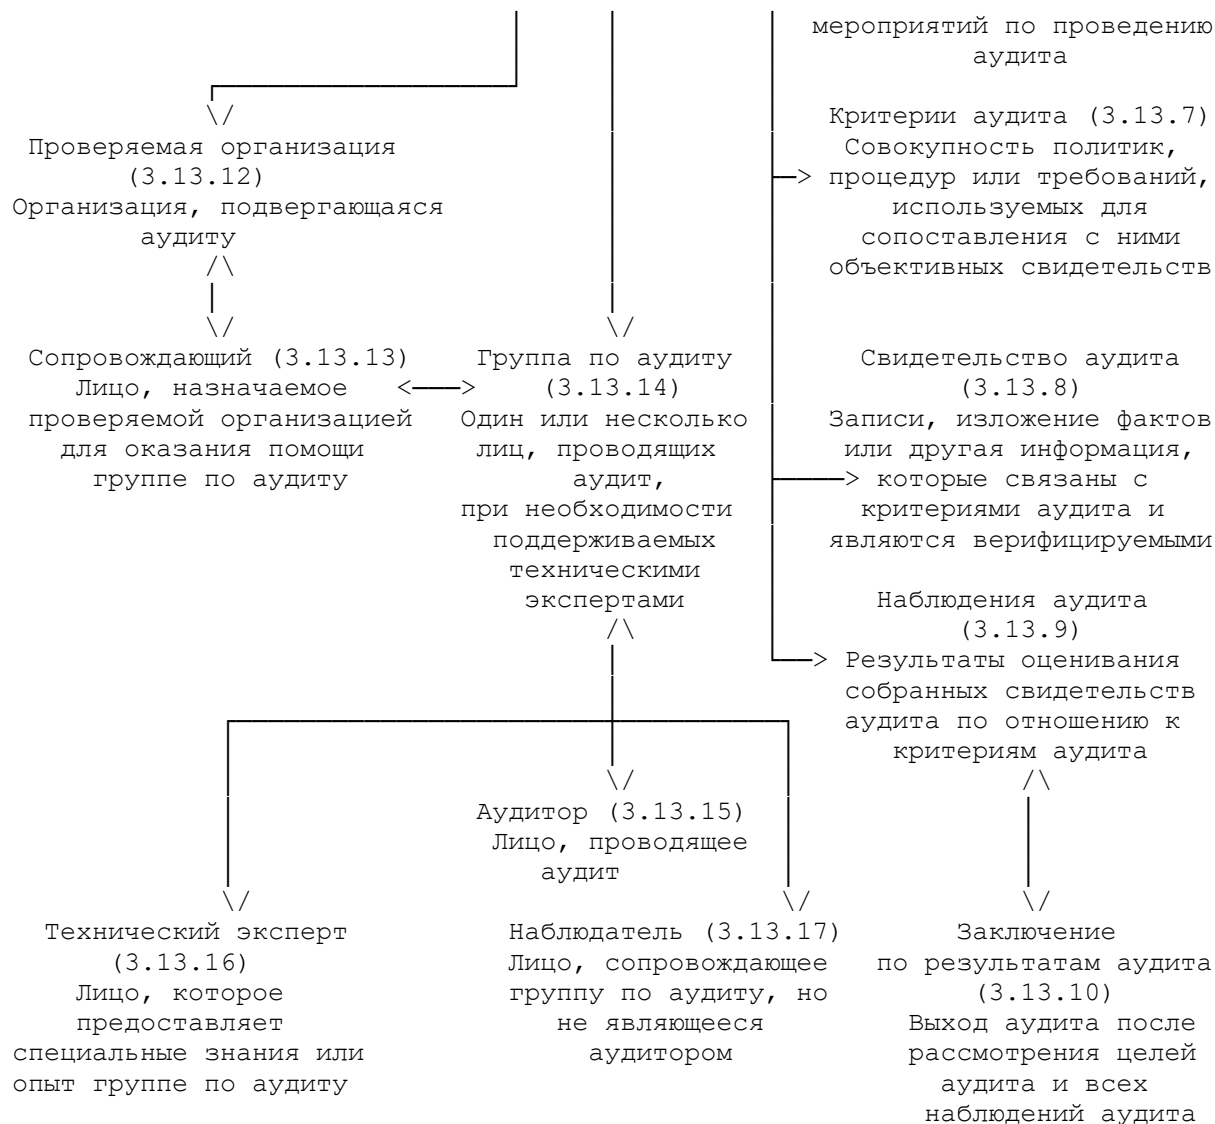 мероприятий по проведению
аудита
Критерии аудита (3.13.7)
Совокупность политик,
процедур или требований,
используемых для
сопоставления с ними
объективных свидетельств
Проверяемая организация
(3.13.12)
Организация, подвергающаяся
аудиту
Сопровождающий (3.13.13)
Лицо, назначаемое
проверяемой организацией
для оказания помощи
группе по аудиту
Группа по аудиту
(3.13.14)
Один или несколько
лиц, проводящих
аудит,
при необходимости
поддерживаемых
техническими
экспертами
Свидетельство аудита
(3.13.8)
Записи, изложение фактов
или другая информация,
которые связаны с
критериями аудита и
являются верифицируемыми
Наблюдения аудита
(3.13.9)
Результаты оценивания
собранных свидетельств
аудита по отношению к
критериям аудита
Аудитор (3.13.15)
Лицо, проводящее
аудит
Технический эксперт
(3.13.16)
Лицо, которое
предоставляет
специальные знания или
опыт группе по аудиту
Наблюдатель (3.13.17)
Лицо, сопровождающее
группу по аудиту, но
не являющееся
аудитором
Заключение
по результатам аудита
(3.13.10)
Выход аудита после
рассмотрения целей
аудита и всех
наблюдений аудита